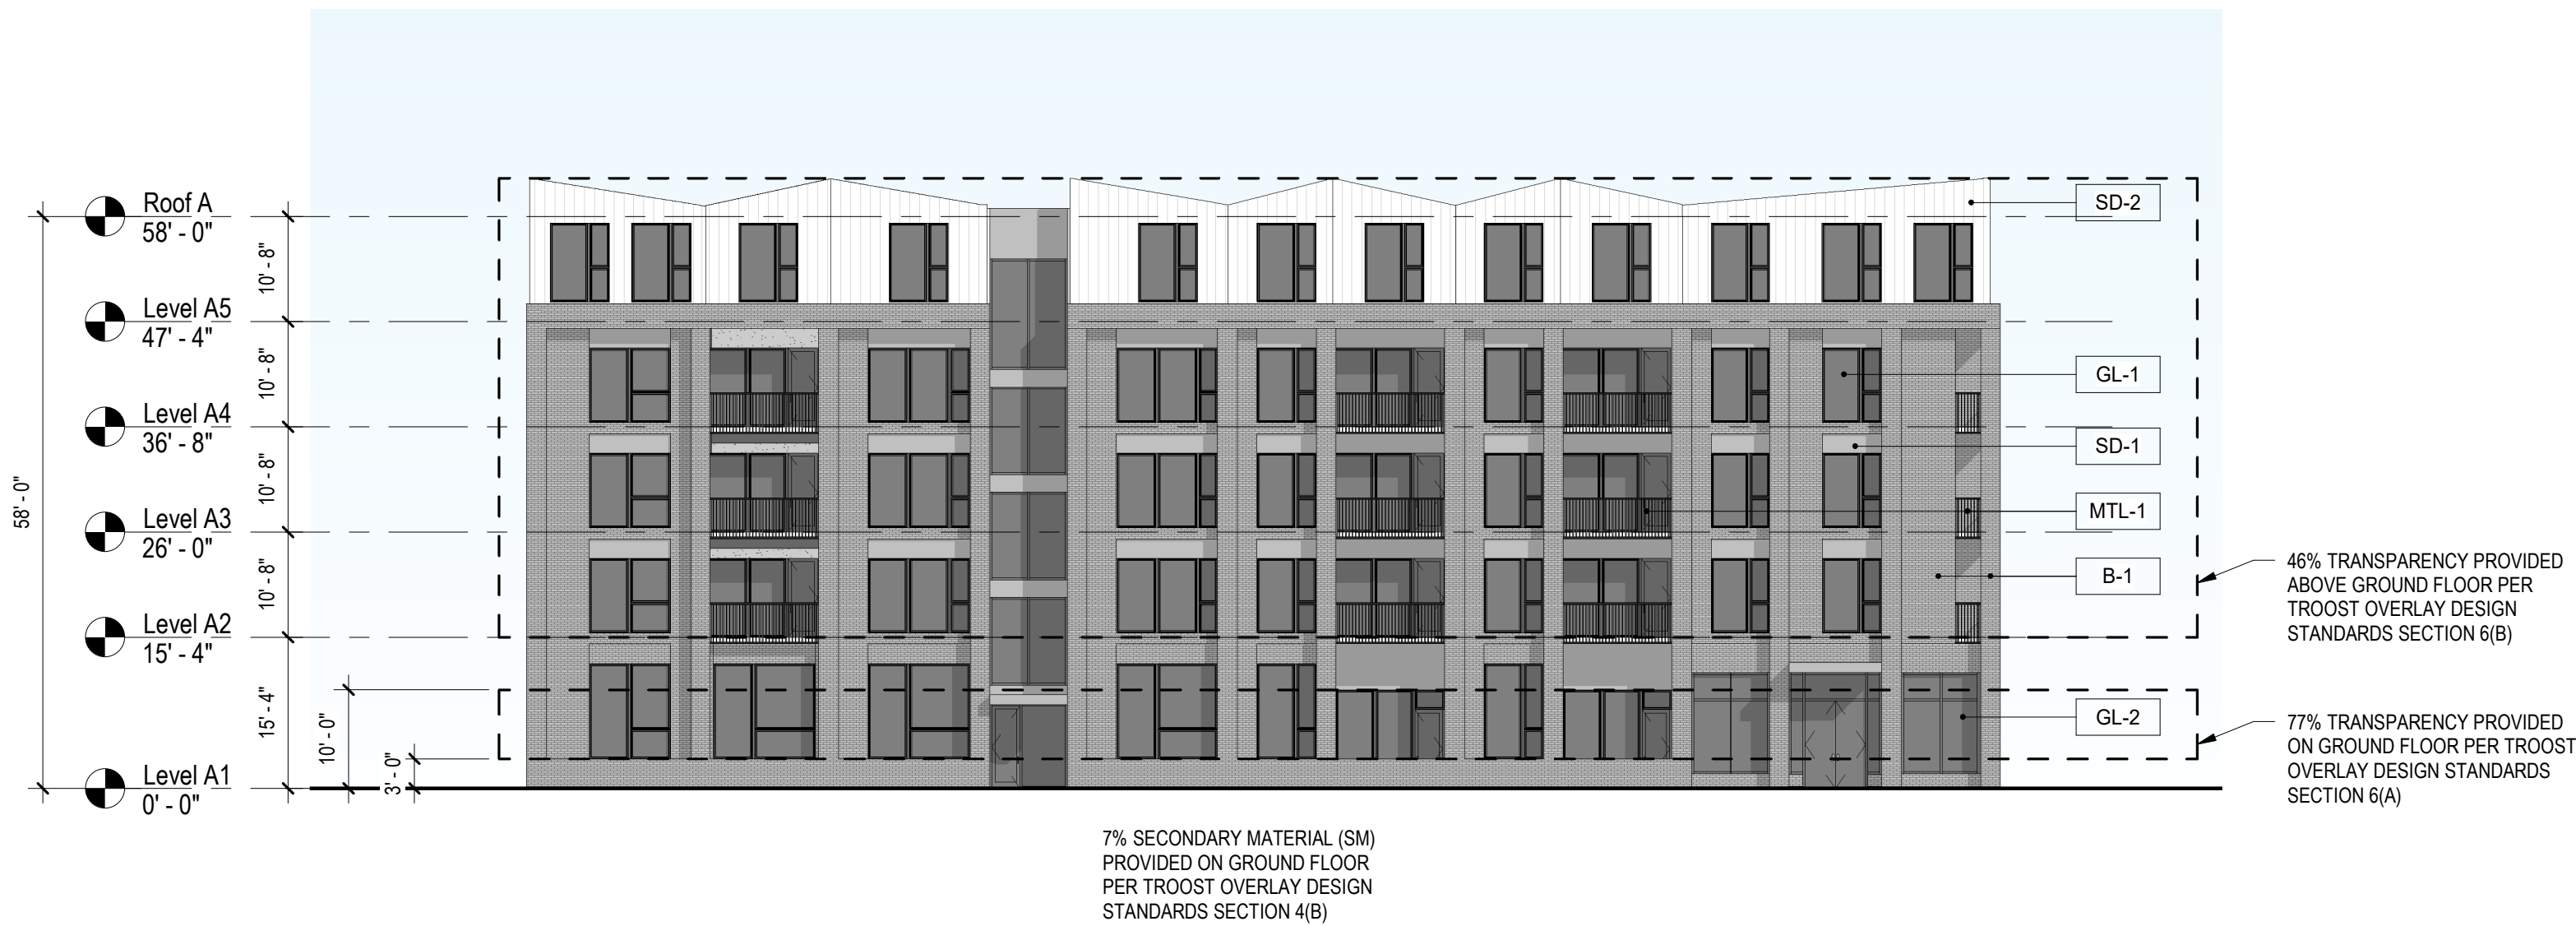 Roof A
58' - 0"
Level A5
47' - 4"
Level A4
36' - 8"
Level A3
26' - 0"
Level A2
15' - 4"
Level A1
0' - 0"
58' - 0"
10' - 8"
10' - 8"
10' - 8"
10' - 8"
15' - 4"
10' - 0"
3' - 0"
SD-2
GL-1
SD-1
MTL-1
B-1
GL-2
46% TRANSPARENCY PROVIDED
ABOVE GROUND FLOOR PER
TROOST OVERLAY DESIGN
STANDARDS SECTION 6(B)
77% TRANSPARENCY PROVIDED
ON GROUND FLOOR PER TROOST
OVERLAY DESIGN STANDARDS
SECTION 6(A)
7% SECONDARY MATERIAL (SM)
PROVIDED ON GROUND FLOOR
PER TROOST OVERLAY DESIGN
STANDARDS SECTION 4(B)